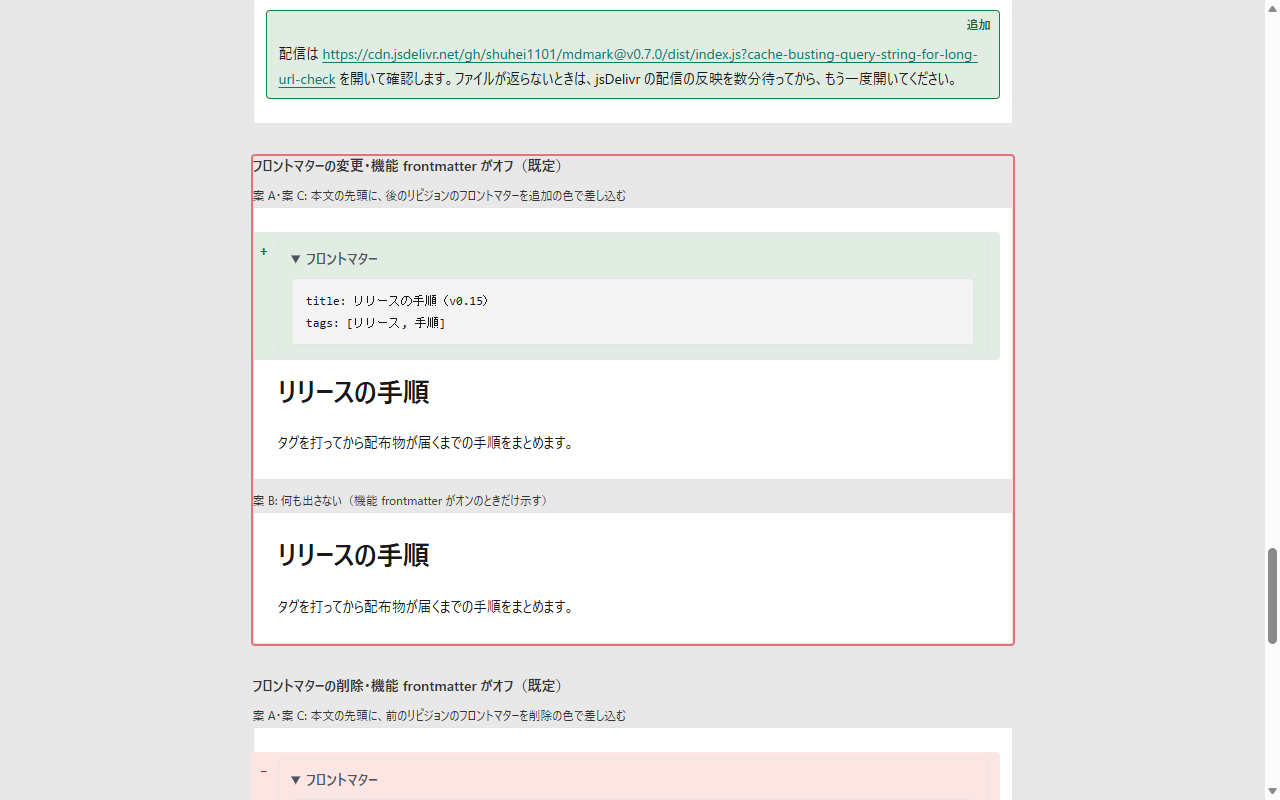 追加
配信は https://cdn.jsdelivr.net/gh/shuhei1101/mdmark@v0.7.0/dist/index.js?cache-busting-query-string-for-long-
url-check を開いて確認します。ファイルが返らないときは、jsDelivr の配信の反映を数分待ってから、もう一度開いてください。
フロントマターの変更・機能 frontmatter がオフ（既定）
案 A・案 C: 本文の先頭に、後のリビジョンのフロントマターを追加の色で差し込む
+
▼ フロントマター
title: リリースの手順（v0.15）
tags: [リリース, 手順]
リリースの手順
タグを打ってから配布物が届くまでの手順をまとめます。
案 B: 何も出さない（機能 frontmatter がオンのときだけ示す）
リリースの手順
タグを打ってから配布物が届くまでの手順をまとめます。
フロントマターの削除・機能 frontmatter がオフ（既定）
案 A・案 C: 本文の先頭に、前のリビジョンのフロントマターを削除の色で差し込む
−
▼ フロントマター